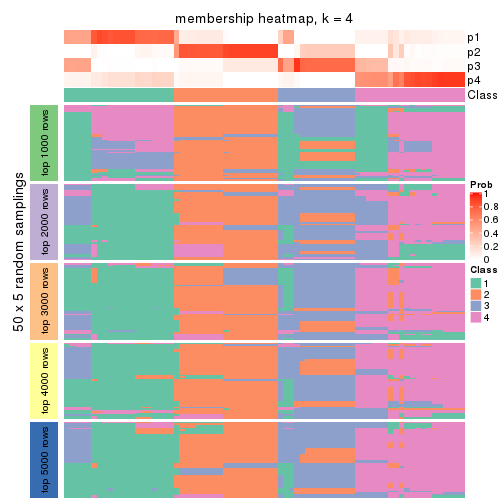 membership heatmap, k = 4
p1
p2
p3
p4
Class
50 x 5 random samplings
top 1000 rows
top 2000 rows
top 3000 rows
top 4000 rows
top 5000 rows
Prob
1
0.8
0.6
0.4
0.2
0
Class
1
2
3
4